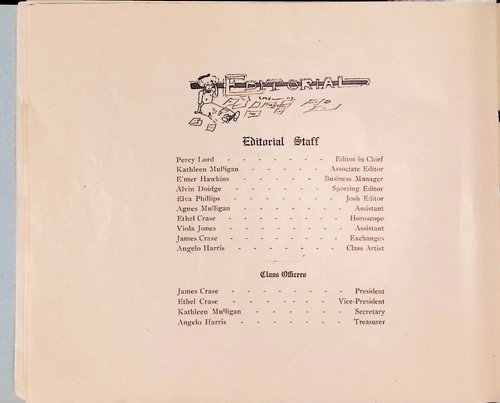 EDITORIAL
Editorial Staff
Percy Lord - - - - - - Editor in Chief
Kathleen Mulligan - - - - - Associate Editor
E'mer Hawkins - - - - - Business Manager
Alvin Doidge - - - - - - Sporting Editor
Elva Phillips - - - - - - Josh Editor
Agnes Mulligan - - - - - - Assistant
Ethel Crase - - - - - - Horoscope
Viola Jones - - - - - - Assistant
James Crase - - - - - - Exchanges
Angelo Harris - - - - - - Class Artist
Class Officers
James Crase - - - - - - - President
Ethel Crase - - - - - - Vice-President
Kathleen Mulligan - - - - - Secretary
Angelo Harris - - - - - - Treasurer